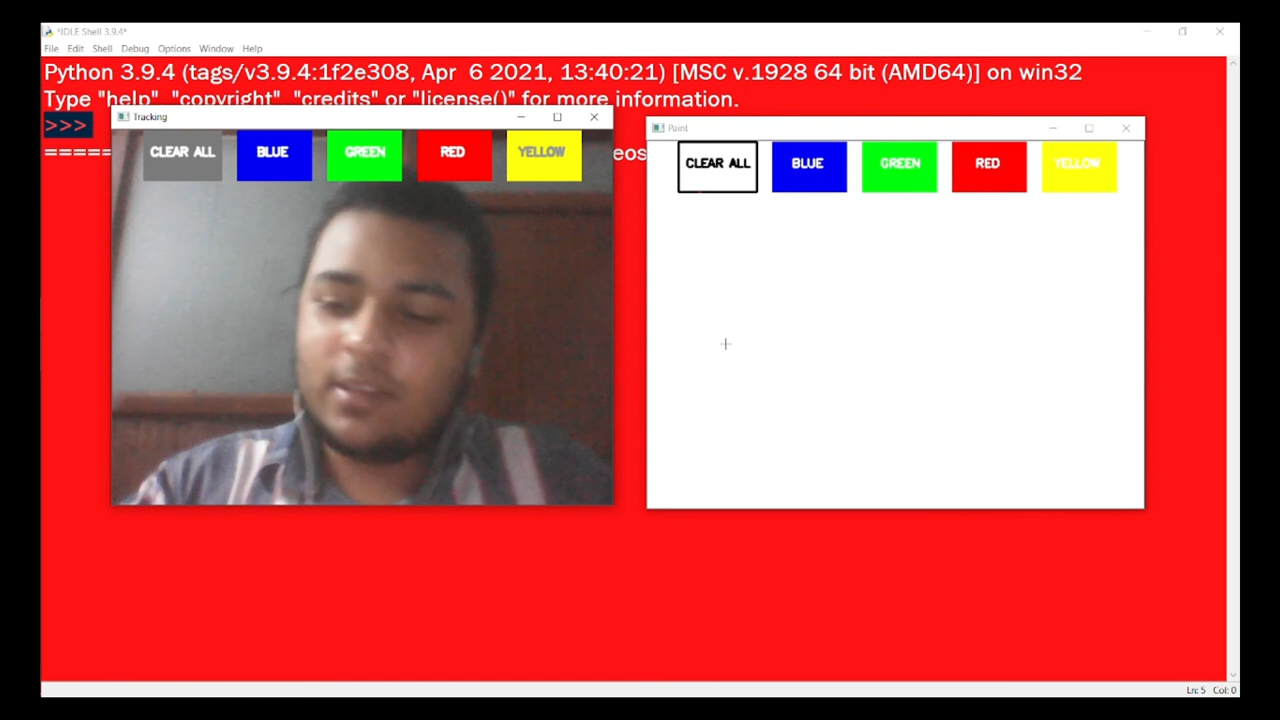 *IDLE Shell 3.9.4*
File Edit Shell Debug Options Window Help
Python 3.9.4 (tags/v3.9.4:1f2e308, Apr 6 2021, 13:40:21) [MSC v.1928 64 bit (AMD64)] on win32
Type "help", "copyright", "credits" or "license()" for more information.
>>>
=====
eos
Tracking
CLEAR ALL BLUE GREEN RED YELLOW
Paint
CLEAR ALL BLUE GREEN RED YELLOW
Ln: 5 Col: 0